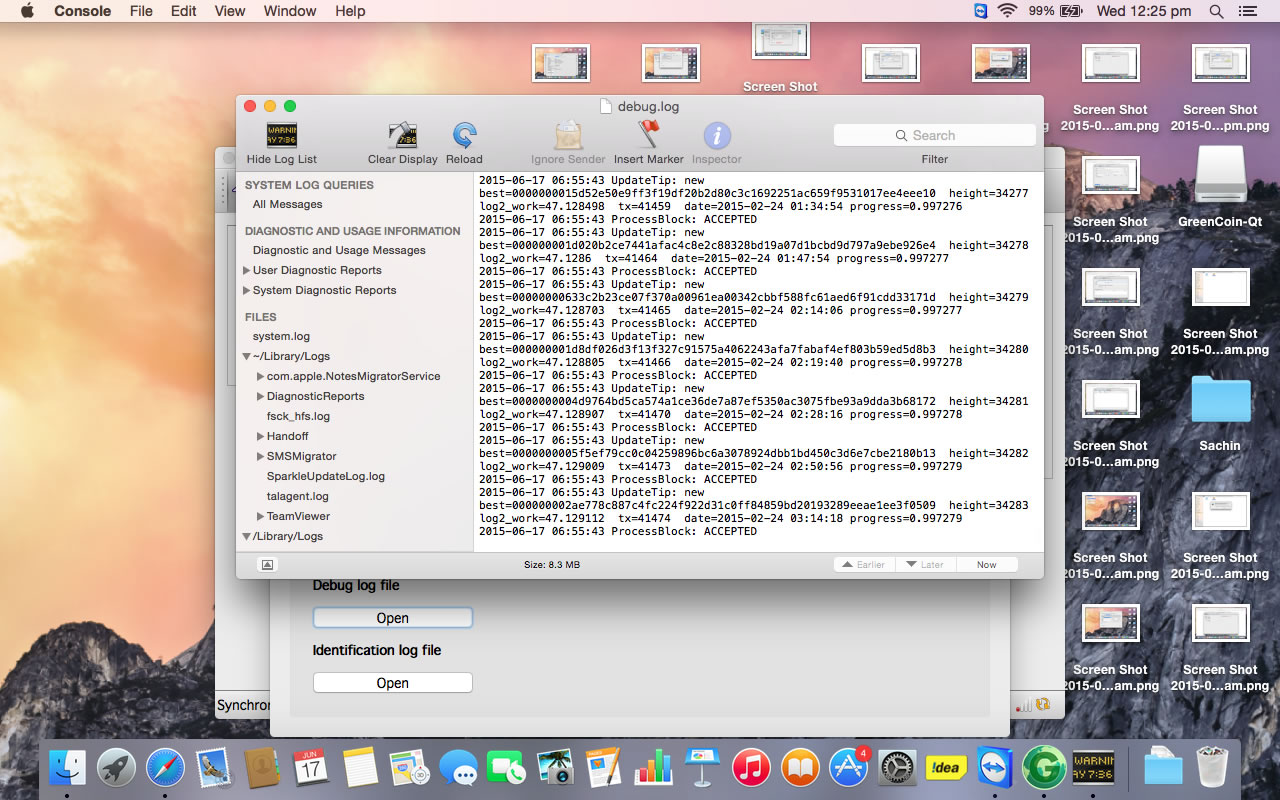 Console File Edit View Window Help 99% Wed 12:25 pm
Screen Shot
debug.log
WARNIN
AY 7:36
7:36
Search
Hide Log List Clear Display Reload Ignore Sender Insert Marker Inspector Filter
SYSTEM LOG QUERIES
All Messages
DIAGNOSTIC AND USAGE INFORMATION
Diagnostic and Usage Messages
User Diagnostic Reports
System Diagnostic Reports
FILES
system.log
~/Library/Logs
com.apple.NotesMigratorService
DiagnosticReports
fsck_hfs.log
Handoff
SMSMigrator
SparkleUpdateLog.log
talagent.log
TeamViewer
/Library/Logs
2015-06-17 06:55:43 UpdateTip: new
best=0000000015d52e50e9ff3f19df20b2d80c3c1692251ac659f9531017ee4eee10 height=34277
log2_work=47.128498 tx=41459 date=2015-02-24 01:34:54 progress=0.997276
2015-06-17 06:55:43 ProcessBlock: ACCEPTED
2015-06-17 06:55:43 UpdateTip: new
best=000000001d020b2ce7441afac4c8e2c88328bd19a07d1bcbd9d797a9ebe926e4 height=34278
log2_work=47.1286 tx=41464 date=2015-02-24 01:47:54 progress=0.997277
2015-06-17 06:55:43 ProcessBlock: ACCEPTED
2015-06-17 06:55:43 UpdateTip: new
best=00000000633c2b23ce07f370a00961ea00342cbbf588fc61aed6f91cdd33171d height=34279
log2_work=47.128703 tx=41465 date=2015-02-24 02:14:06 progress=0.997277
2015-06-17 06:55:43 ProcessBlock: ACCEPTED
2015-06-17 06:55:43 UpdateTip: new
best=000000001d8df026d3f13f327c91575a4062243afa7fabaf4ef803b59ed5d8b3 height=34280
log2_work=47.128805 tx=41466 date=2015-02-24 02:19:40 progress=0.997278
2015-06-17 06:55:43 ProcessBlock: ACCEPTED
2015-06-17 06:55:43 UpdateTip: new
best=0000000004d9764bd5ca574a1ce36de7a87ef5350ac3075fbe93a9dda3b68172 height=34281
log2_work=47.128907 tx=41470 date=2015-02-24 02:28:16 progress=0.997278
2015-06-17 06:55:43 ProcessBlock: ACCEPTED
2015-06-17 06:55:43 UpdateTip: new
best=0000000005f5ef79cc0c04259896bc6a3078924dbb1bd450c3d6e7cbe2180b13 height=34282
log2_work=47.129009 tx=41473 date=2015-02-24 02:50:56 progress=0.997279
2015-06-17 06:55:43 ProcessBlock: ACCEPTED
2015-06-17 06:55:43 UpdateTip: new
best=000000002ae778c887c4fc224f922d31c0ff84859bd20193289eeae1ee3f0509 height=34283
log2_work=47.129112 tx=41474 date=2015-02-24 03:14:18 progress=0.997279
2015-06-17 06:55:43 ProcessBlock: ACCEPTED
Size: 8.3 MB
Earlier Later Now
Debug log file
Open
Identification log file
Open
Synchron
Screen Shot
2015-0...am.png
Screen Shot
2015-0...pm.png
Screen Shot
2015-0...am.png
GreenCoin-Qt
Screen Shot
2015-0...am.png
Screen Shot
2015-0...am.png
Screen Shot
2015-0...am.png
Sachin
Screen Shot
2015-0...am.png
Screen Shot
2015-0...am.png
Screen Shot
2015-0...am.png
Screen Shot
2015-0...am.png
JUN
17
4
!dea
WARNIN
AY 7:36